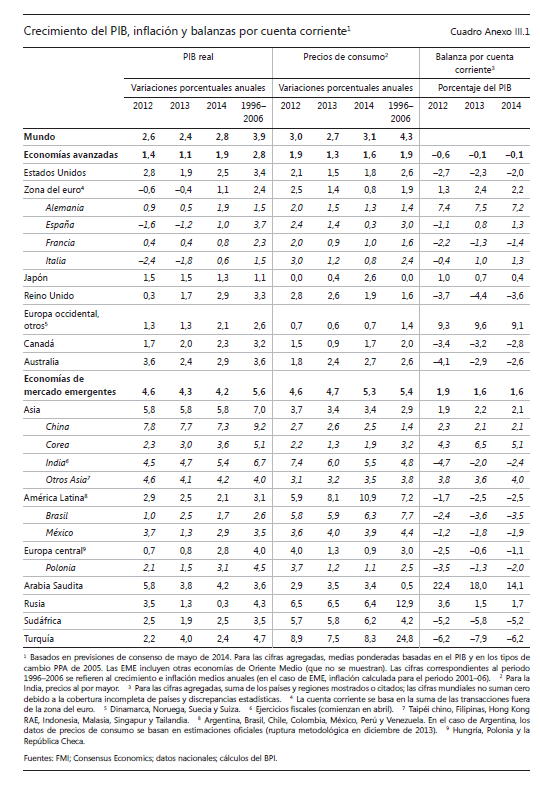 Crecimiento del PIB, inflación y balanzas por cuenta corriente¹ Cuadro Anexo III.1
PIB real Precios de consumo² Balanza por cuenta
corriente³
Variaciones porcentuales anuales Variaciones porcentuales anuales Porcentaje del PIB
2012 2013 2014 1996– 2012 2013 2014 1996– 2012 2013 2014
2006 2006
Mundo 2,6 2,4 2,8 3,9 3,0 2,7 3,1 4,3
Economías avanzadas 1,4 1,1 1,9 2,8 1,9 1,3 1,6 1,9 –0,6 –0,1 –0,1
Estados Unidos 2,8 1,9 2,5 3,4 2,1 1,5 1,8 2,6 –2,7 –2,3 –2,0
Zona del euro⁴ –0,6 –0,4 1,1 2,4 2,5 1,4 0,8 1,9 1,3 2,4 2,2
Alemania 0,9 0,5 1,9 1,5 2,0 1,5 1,3 1,4 7,4 7,5 7,2
España –1,6 –1,2 1,0 3,7 2,4 1,4 0,3 3,0 –1,1 0,8 1,3
Francia 0,4 0,4 0,8 2,3 2,0 0,9 1,0 1,6 –2,2 –1,3 –1,4
Italia –2,4 –1,8 0,6 1,5 3,0 1,2 0,8 2,4 –0,4 1,0 1,3
Japón 1,5 1,5 1,3 1,1 0,0 0,4 2,6 0,0 1,0 0,7 0,4
Reino Unido 0,3 1,7 2,9 3,3 2,8 2,6 1,9 1,6 –3,7 –4,4 –3,6
Europa occidental,
otros⁵ 1,3 1,3 2,1 2,6 0,7 0,6 0,7 1,4 9,3 9,6 9,1
Canadá 1,7 2,0 2,3 3,2 1,5 0,9 1,7 2,0 –3,4 –3,2 –2,8
Australia 3,6 2,4 2,9 3,6 1,8 2,4 2,7 2,6 –4,1 –2,9 –2,6
Economías de
mercado emergentes 4,6 4,3 4,2 5,6 4,6 4,7 5,3 5,4 1,9 1,6 1,6
Asia 5,8 5,8 5,8 7,0 3,7 3,4 3,4 2,9 1,9 2,2 2,1
China 7,8 7,7 7,3 9,2 2,7 2,6 2,5 1,4 2,3 2,1 2,1
Corea 2,3 3,0 3,6 5,1 2,2 1,3 1,9 3,2 4,3 6,5 5,1
India⁶ 4,5 4,7 5,4 6,7 7,4 6,0 5,5 4,8 –4,7 –2,0 –2,4
Otros Asia⁷ 4,6 4,1 4,2 4,0 3,1 3,2 3,5 3,8 3,8 3,6 4,0
América Latina⁸ 2,9 2,5 2,1 3,1 5,9 8,1 10,9 7,2 –1,7 –2,5 –2,5
Brasil 1,0 2,5 1,7 2,6 5,8 5,9 6,3 7,7 –2,4 –3,6 –3,5
México 3,7 1,3 2,9 3,5 3,6 4,0 3,9 4,4 –1,2 –1,8 –1,9
Europa central⁹ 0,7 0,8 2,8 4,0 4,0 1,3 0,9 3,0 –2,5 –0,6 –1,1
Polonia 2,1 1,5 3,1 4,5 3,7 1,2 1,1 2,5 –3,5 –1,3 –2,0
Arabia Saudita 5,8 3,8 4,2 3,6 2,9 3,5 3,4 0,5 22,4 18,0 14,1
Rusia 3,5 1,3 0,3 4,3 6,5 6,5 6,4 12,9 3,6 1,5 1,7
Sudáfrica 2,5 1,9 2,5 3,5 5,7 5,8 6,2 4,2 –5,2 –5,8 –5,2
Turquía 2,2 4,0 2,4 4,7 8,9 7,5 8,3 24,8 –6,2 –7,9 –6,2
¹ Basados en previsiones de consenso de mayo de 2014. Para las cifras agregadas, medias ponderadas basadas en el PIB y en los tipos de
cambio PPA de 2005. Las EME incluyen otras economías de Oriente Medio (que no se muestran). Las cifras correspondientes al periodo
1996–2006 se refieren al crecimiento e inflación medios anuales (en el caso de EME, inflación calculada para el periodo 2001–06). ² Para la
India, precios al por mayor. ³ Para las cifras agregadas, suma de los países y regiones mostrados o citados; las cifras mundiales no suman cero
debido a la cobertura incompleta de países y discrepancias estadísticas. ⁴ La cuenta corriente se basa en la suma de las transacciones fuera
de la zona del euro. ⁵ Dinamarca, Noruega, Suecia y Suiza. ⁶ Ejercicios fiscales (comienzan en abril). ⁷ Taipéi chino, Filipinas, Hong Kong
RAE, Indonesia, Malasia, Singapur y Tailandia. ⁸ Argentina, Brasil, Chile, Colombia, México, Perú y Venezuela. En el caso de Argentina, los
datos de precios de consumo se basan en estimaciones oficiales (ruptura metodológica en diciembre de 2013). ⁹ Hungría, Polonia y la
República Checa.
Fuentes: FMI; Consensus Economics; datos nacionales; cálculos del BPI.